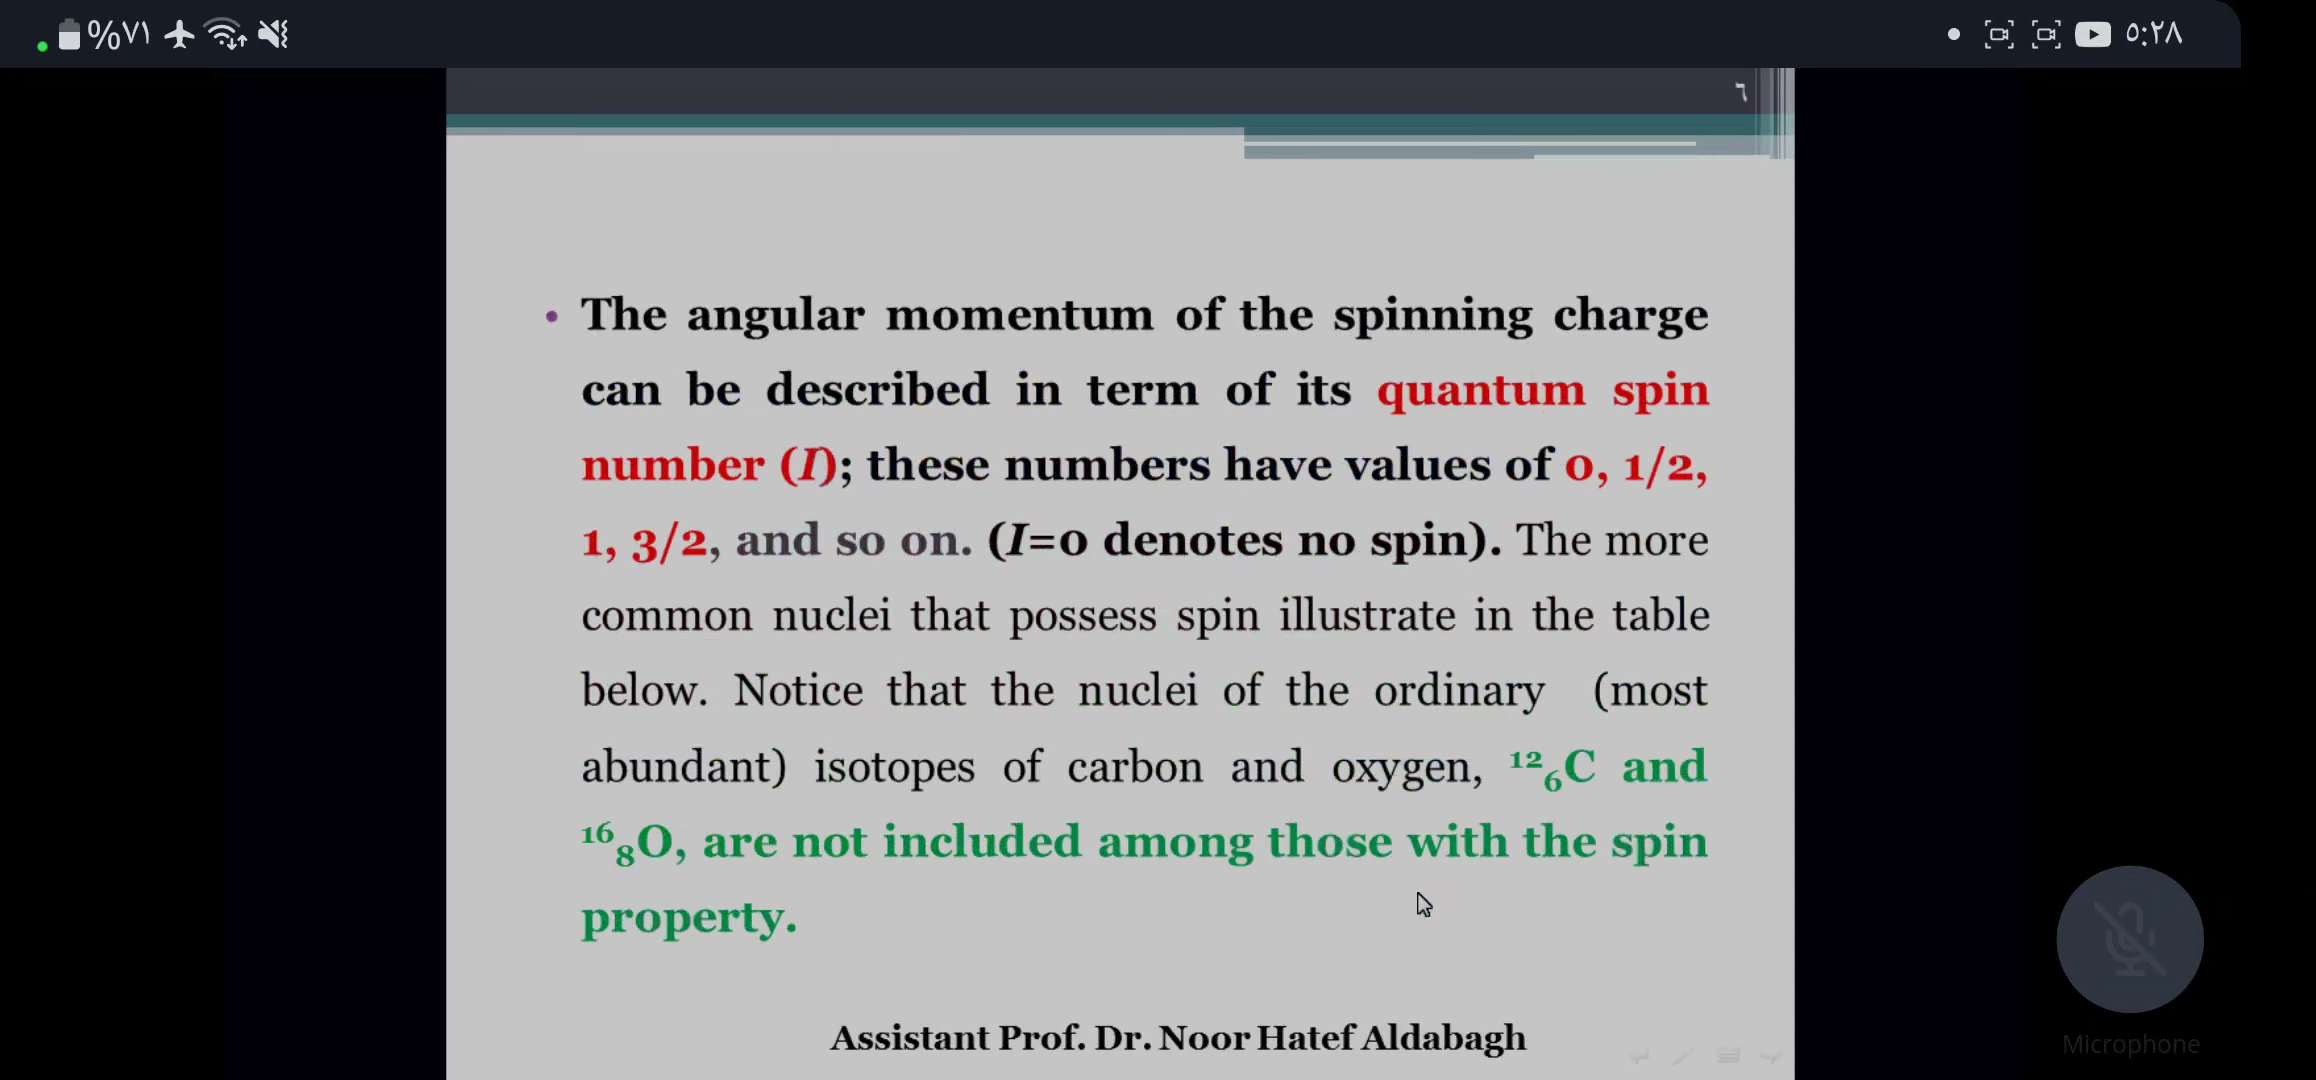 %٧١ ٥:٢٨
٦
• The angular momentum of the spinning charge
can be described in term of its quantum spin
number (I); these numbers have values of 0, 1/2,
1, 3/2, and so on. (I=0 denotes no spin). The more
common nuclei that possess spin illustrate in the table
below. Notice that the nuclei of the ordinary (most
abundant) isotopes of carbon and oxygen, ¹²₆C and
¹⁶₈O, are not included among those with the spin
property.
Assistant Prof. Dr. Noor Hatef Aldabagh
Microphone